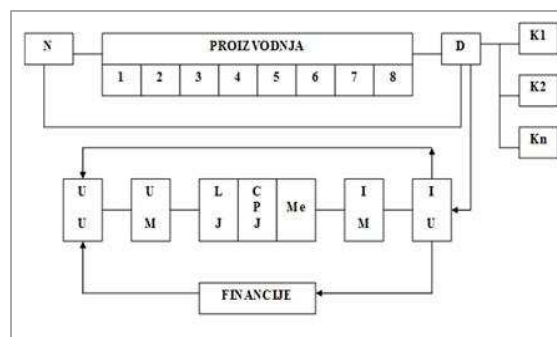 N
PROIZVODNJA
D
K1
1 2 3 4 5 6 7 8
K2
Kn
U U
U M
L J
C P J
Me
I M
I U
FINANCIJE